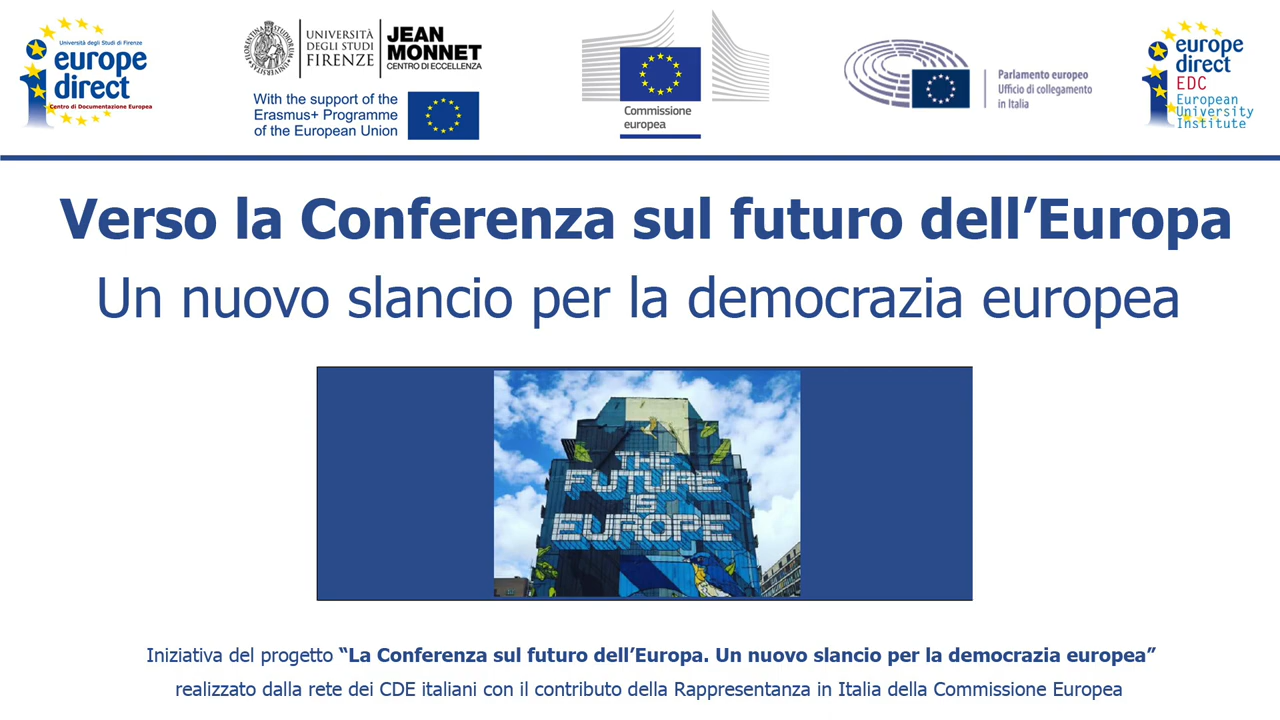 Università degli Studi di Firenze
europe
direct
Centro di Documentazione Europea
UNIVERSITÀ
DEGLI STUDI
FIRENZE
JEAN
MONNET
CENTRO DI ECCELLENZA
With the support of the
Erasmus+ Programme
of the European Union
Commissione
europea
Parlamento europeo
Ufficio di collegamento
in Italia
europe
direct
EDC
European
University
Institute
Verso la Conferenza sul futuro dell’Europa
Un nuovo slancio per la democrazia europea
THE
FUTURE
IS
EUROPE
Iniziativa del progetto “La Conferenza sul futuro dell’Europa. Un nuovo slancio per la democrazia europea”
realizzato dalla rete dei CDE italiani con il contributo della Rappresentanza in Italia della Commissione Europea